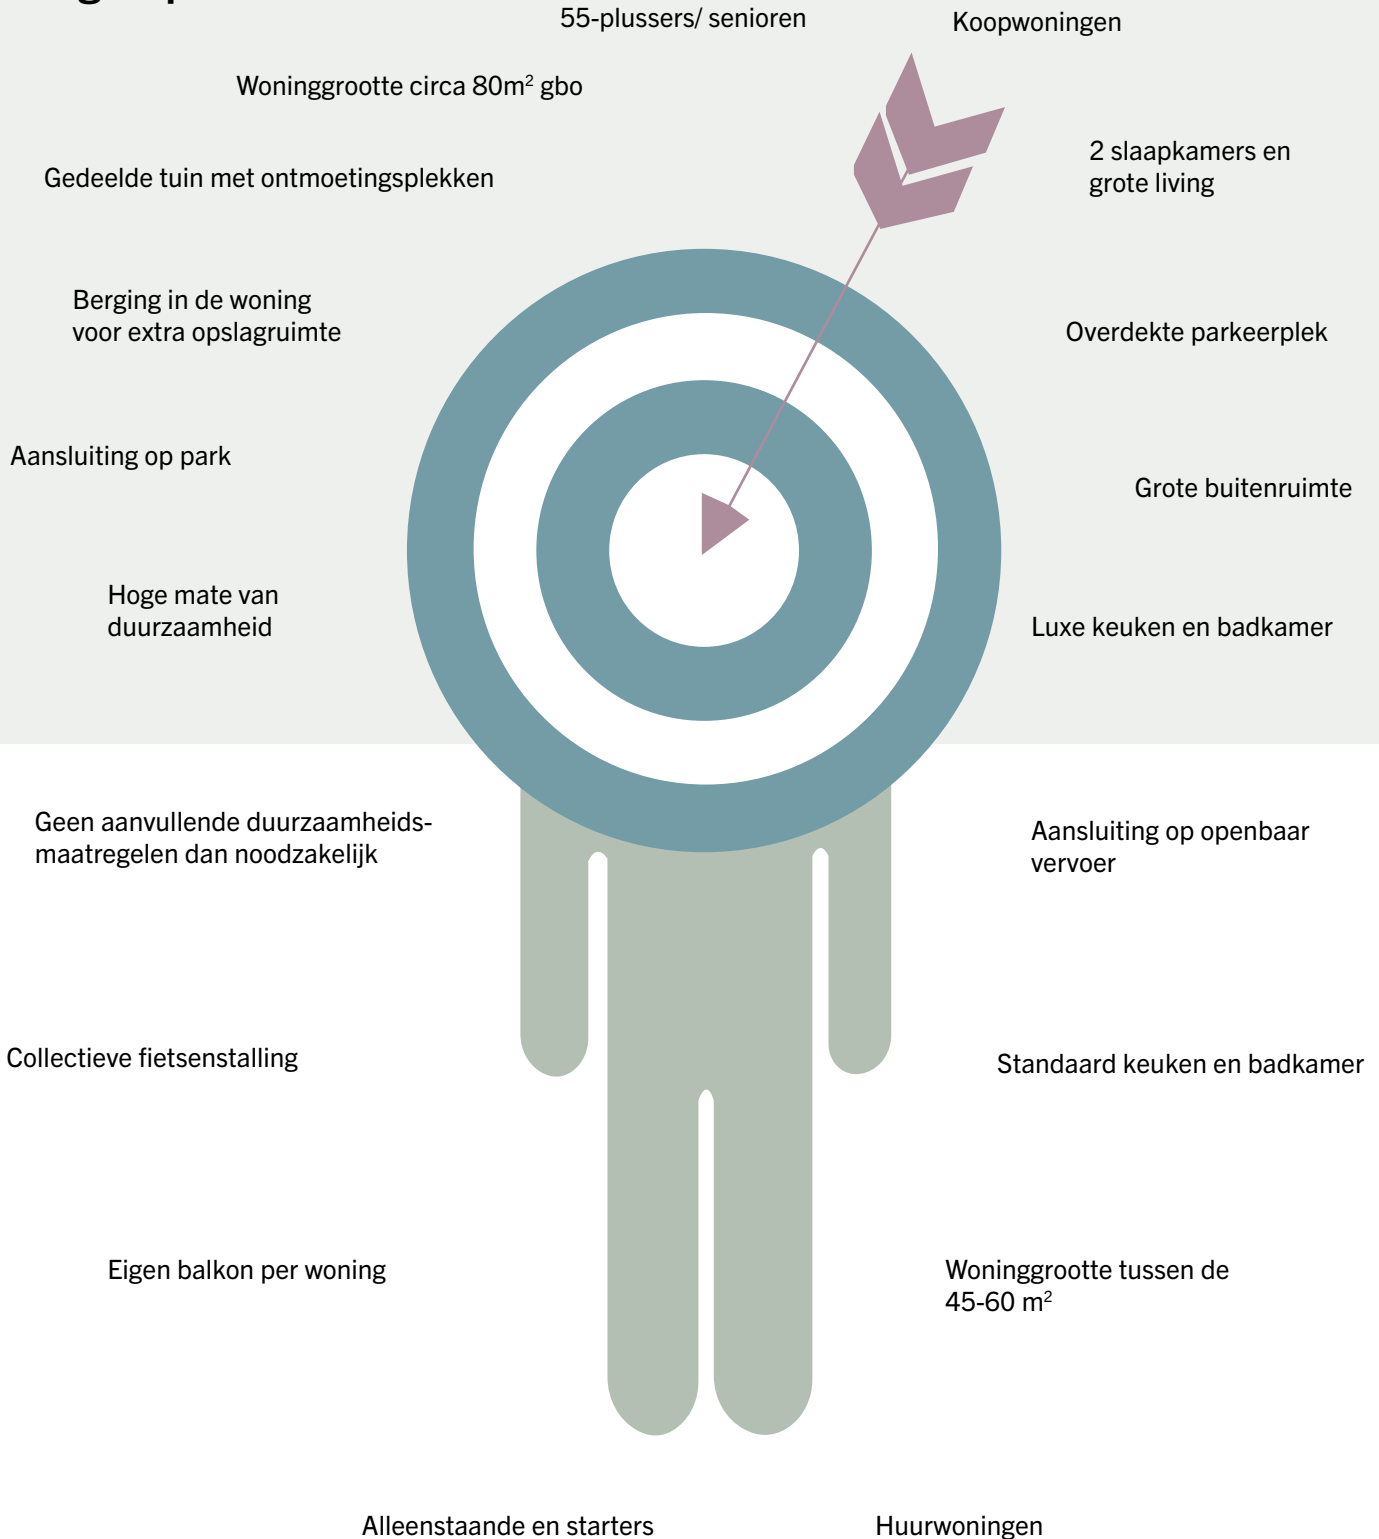 55-plussers/ senioren
Koopwoningen
Woninggrootte circa 80m² gbo
2 slaapkamers en
grote living
Gedeelde tuin met ontmoetingsplekken
Berging in de woning
voor extra opslagruimte
Overdekte parkeerplek
Aansluiting op park
Grote buitenruimte
Hoge mate van
duurzaamheid
Luxe keuken en badkamer
Geen aanvullende duurzaamheids-
maatregelen dan noodzakelijk
Aansluiting op openbaar
vervoer
Collectieve fietsenstalling
Standaard keuken en badkamer
Eigen balkon per woning
Woninggrootte tussen de
45-60 m²
Alleenstaande en starters
Huurwoningen